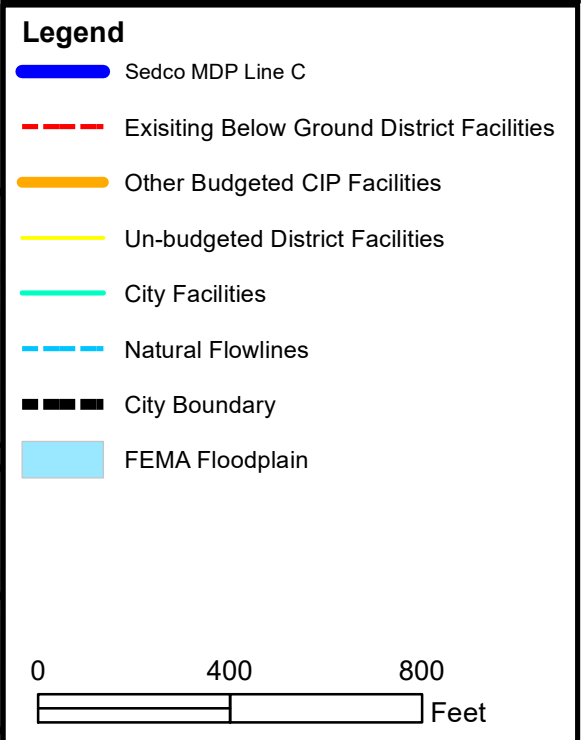 Legend
Sedco MDP Line C
Exisiting Below Ground District Facilities
Other Budgeted CIP Facilities
Un-budgeted District Facilities
City Facilities
Natural Flowlines
City Boundary
FEMA Floodplain
0 400 800
Feet